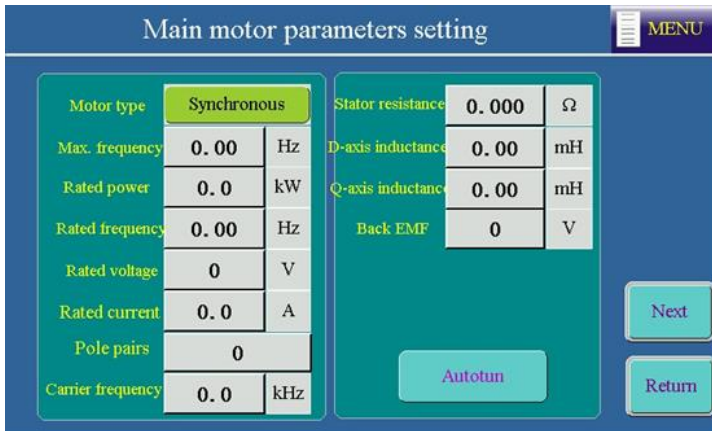 Main motor parameters setting
MENU
Motor type Synchronous
Max. frequency 0.00 Hz
Rated power 0.0 kW
Rated frequency 0.00 Hz
Rated voltage 0 V
Rated current 0.0 A
Pole pairs 0
Carrier frequency 0.0 kHz
Stator resistance 0.000 Ω
D-axis inductance 0.00 mH
Q-axis inductance 0.00 mH
Back EMF 0 V
Autotun
Next
Return